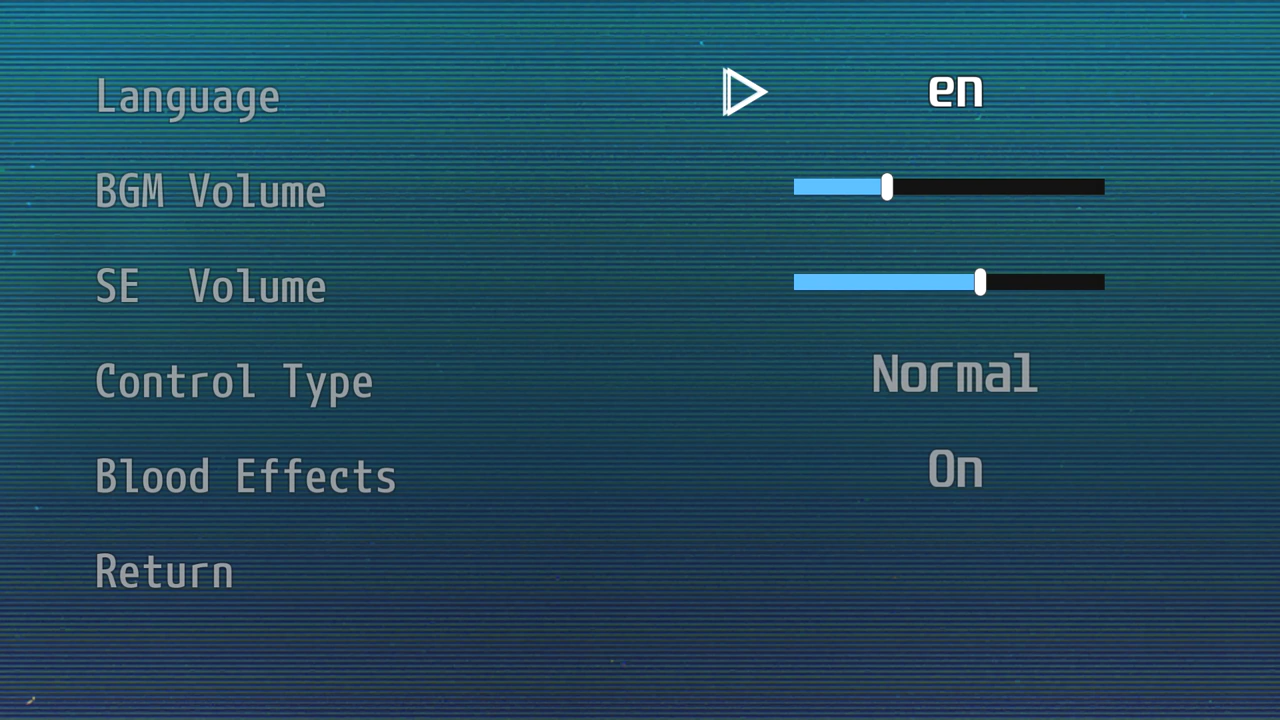 Language en
BGM Volume
SE  Volume
Control Type Normal
Blood Effects On
Return